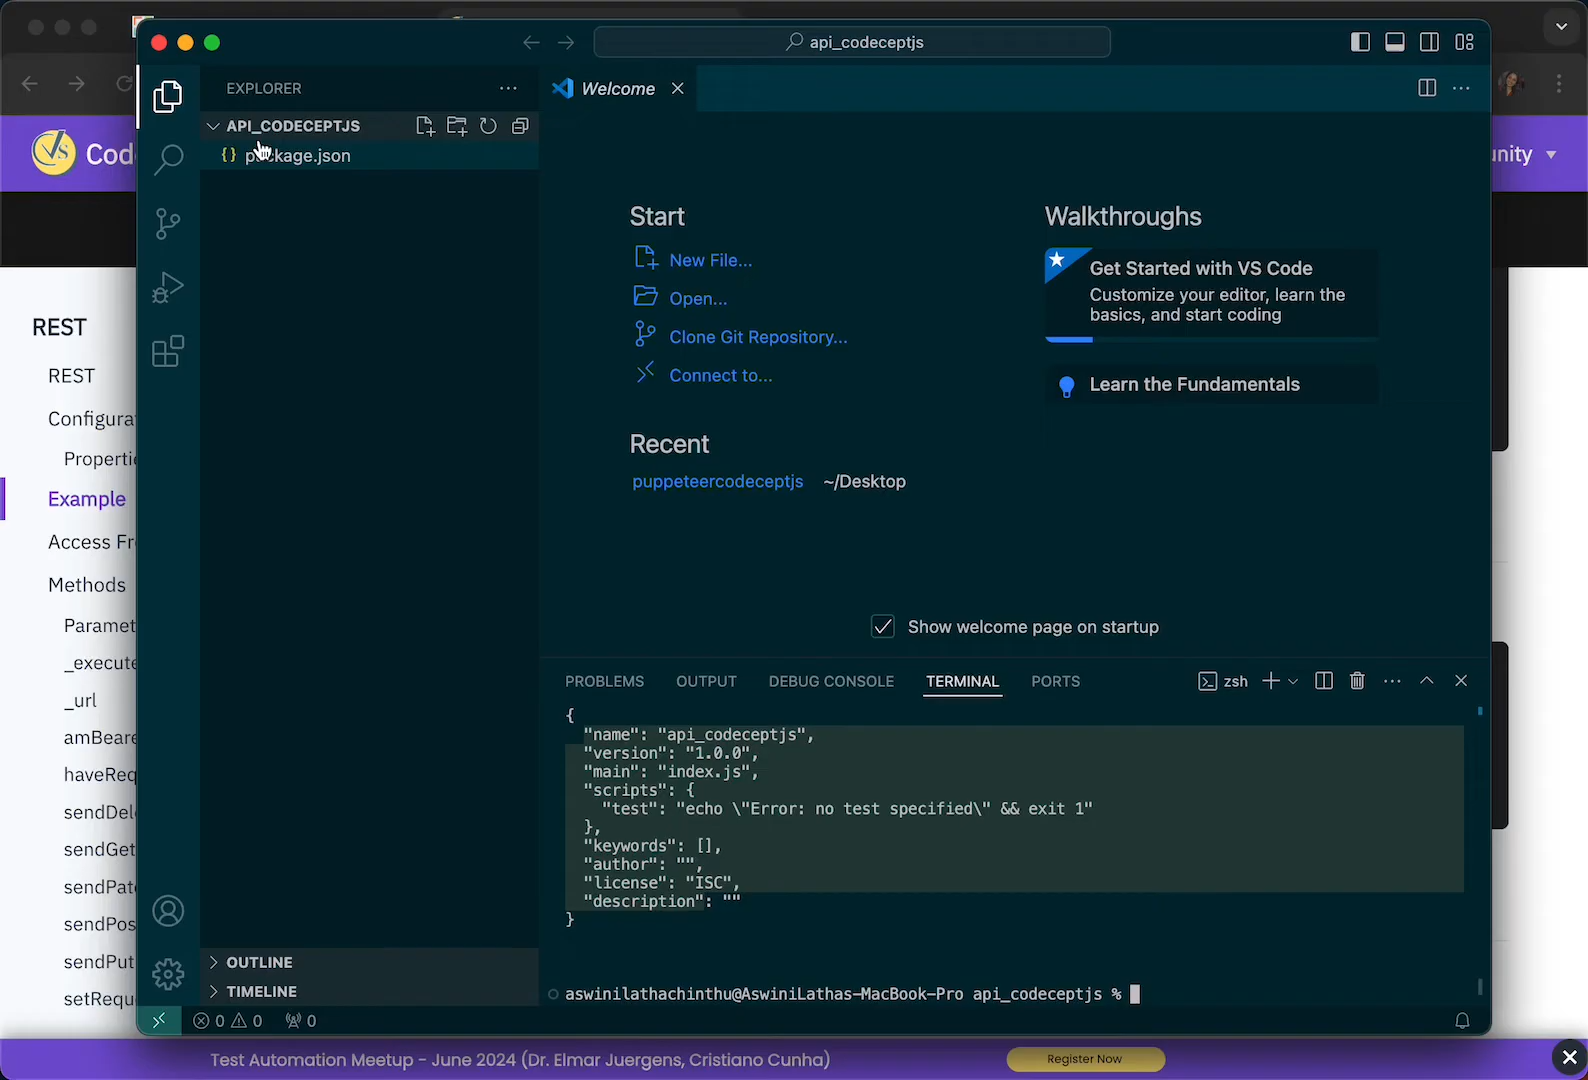 api_codeceptjs
EXPLORER
Welcome
API_CODECEPTJS
{} package.json
Code
unity
Start
New File...
Open...
Clone Git Repository...
Connect to...
Walkthroughs
Get Started with VS Code
Customize your editor, learn the
basics, and start coding
Learn the Fundamentals
Recent
puppeteercodeceptjs ~/Desktop
Show welcome page on startup
REST
REST
Configurat
Properti
Example
Access Fr
Methods
Paramet
_execute
_url
amBeare
haveReq
sendDel
sendGet
sendPat
sendPos
sendPut
setRequ
PROBLEMS OUTPUT DEBUG CONSOLE TERMINAL PORTS
zsh
{
"name": "api_codeceptjs",
"version": "1.0.0",
"main": "index.js",
"scripts": {
"test": "echo \"Error: no test specified\" && exit 1"
},
"keywords": [],
"author": "",
"license": "ISC",
"description": ""
}
aswinilathachinthu@AswiniLathas-MacBook-Pro api_codeceptjs %
OUTLINE
TIMELINE
0 0 0
Test Automation Meetup - June 2024 (Dr. Elmar Juergens, Cristiano Cunha)
Register Now